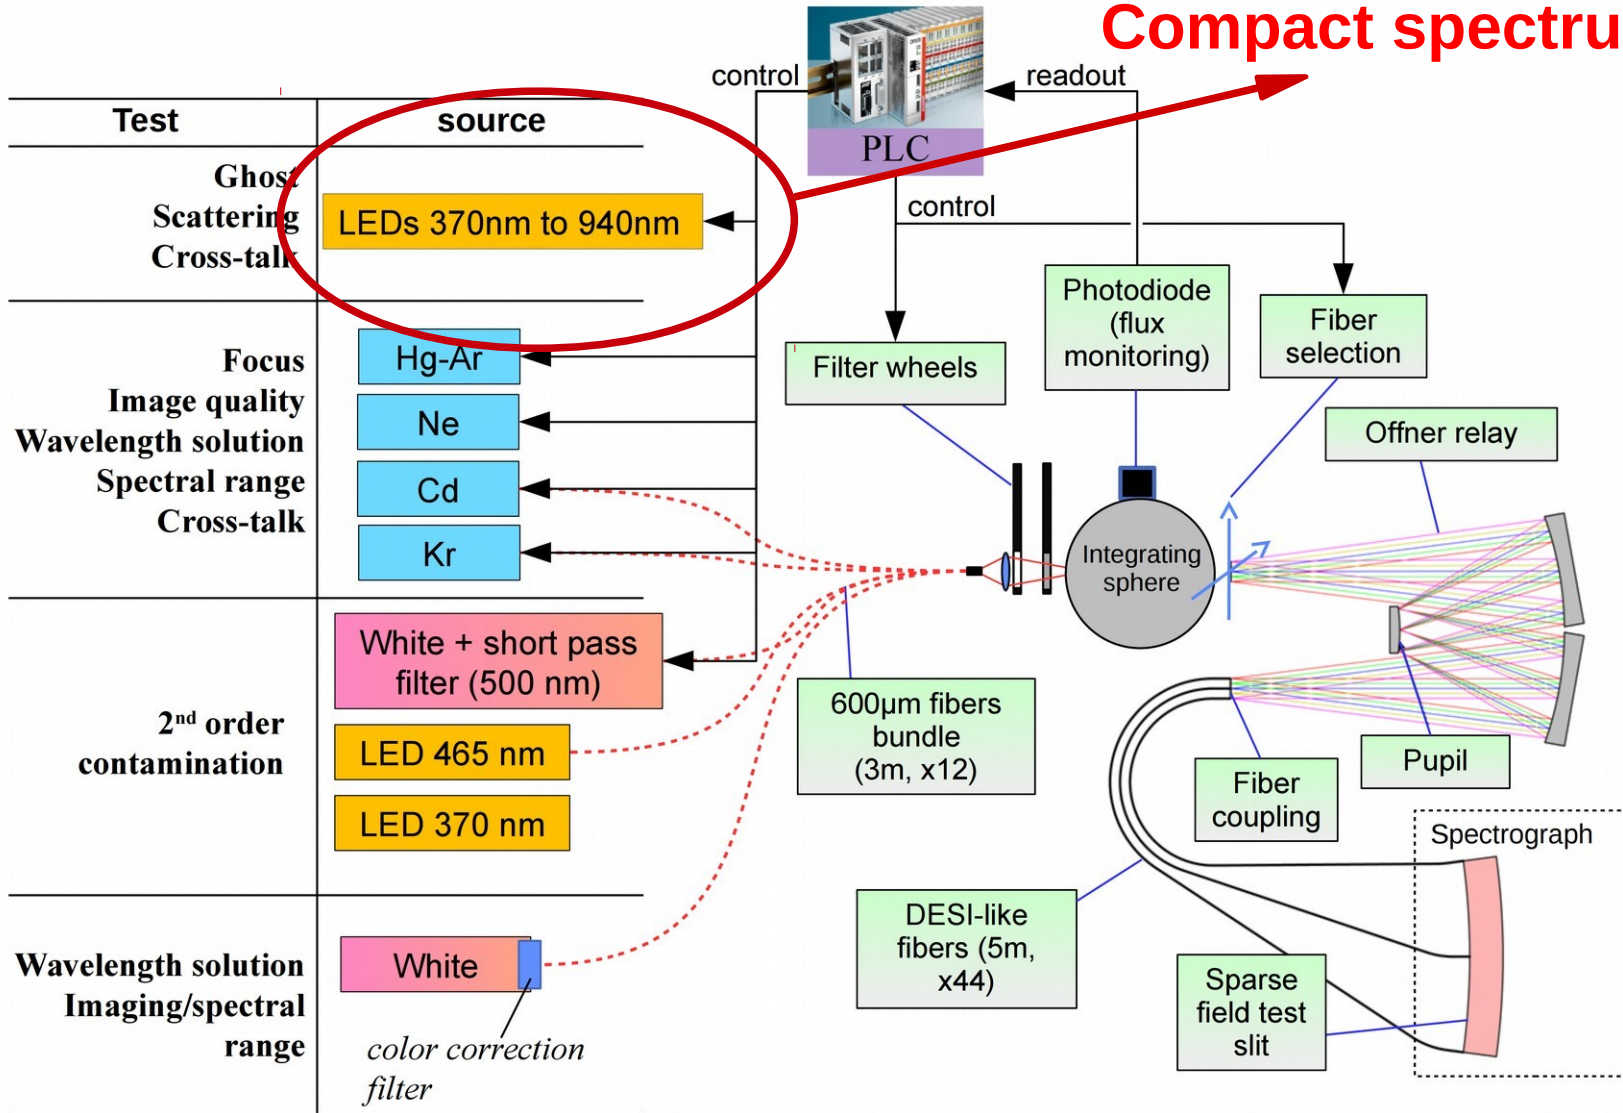 Compact spectru
control
readout
PLC
control
Test
source
Ghost
Scattering
Cross-talk
LEDs 370nm to 940nm
Focus
Image quality
Wavelength solution
Spectral range
Cross-talk
Hg-Ar
Ne
Cd
Kr
2nd order
contamination
White + short pass
filter (500 nm)
LED 465 nm
LED 370 nm
Wavelength solution
Imaging/spectral
range
White
color correction
filter
Filter wheels
Photodiode
(flux
monitoring)
Fiber
selection
Offner relay
Integrating
sphere
600µm fibers
bundle
(3m, x12)
Pupil
Fiber
coupling
DESI-like
fibers (5m,
x44)
Spectrograph
Sparse
field test
slit